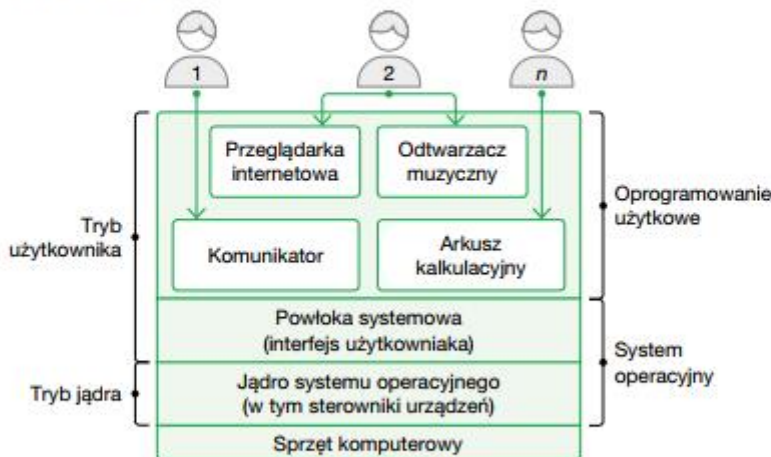 1
2
n
Przeglądarka
internetowa
Odtwarzacz
muzyczny
Komunikator
Arkusz
kalkulacyjny
Tryb
użytkownika
Oprogramowanie
użytkowe
Powłoka systemowa
(interfejs użytkowniaka)
System
operacyjny
Tryb jądra
Jądro systemu operacyjnego
(w tym sterowniki urządzeń)
Sprzęt komputerowy